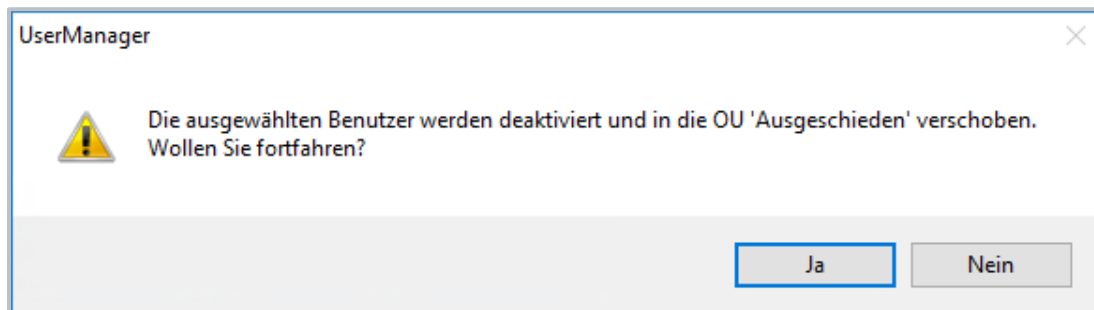 UserManager
Die ausgewählten Benutzer werden deaktiviert und in die OU 'Ausgeschieden' verschoben.
Wollen Sie fortfahren?
Ja
Nein